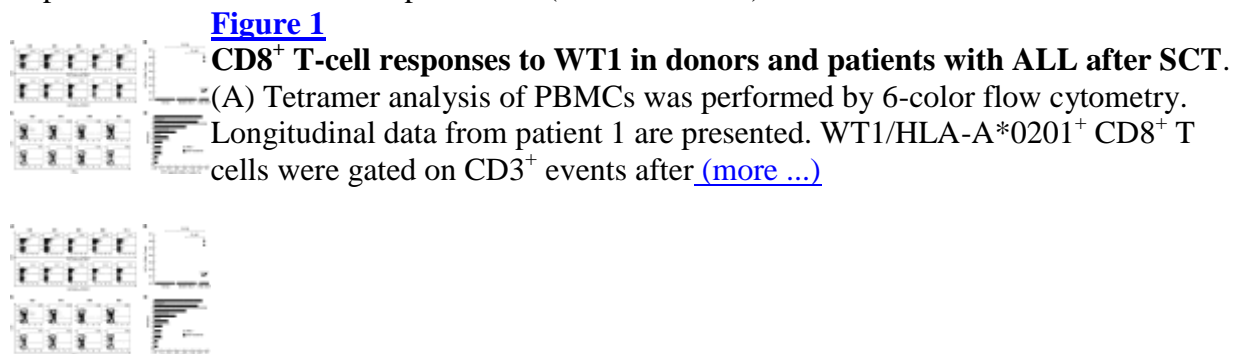 Figure 1
CD8⁺ T-cell responses to WT1 in donors and patients with ALL after SCT.
(A) Tetramer analysis of PBMCs was performed by 6-color flow cytometry.
Longitudinal data from patient 1 are presented. WT1/HLA-A*0201⁺ CD8⁺ T
cells were gated on CD3⁺ events after (more ...)